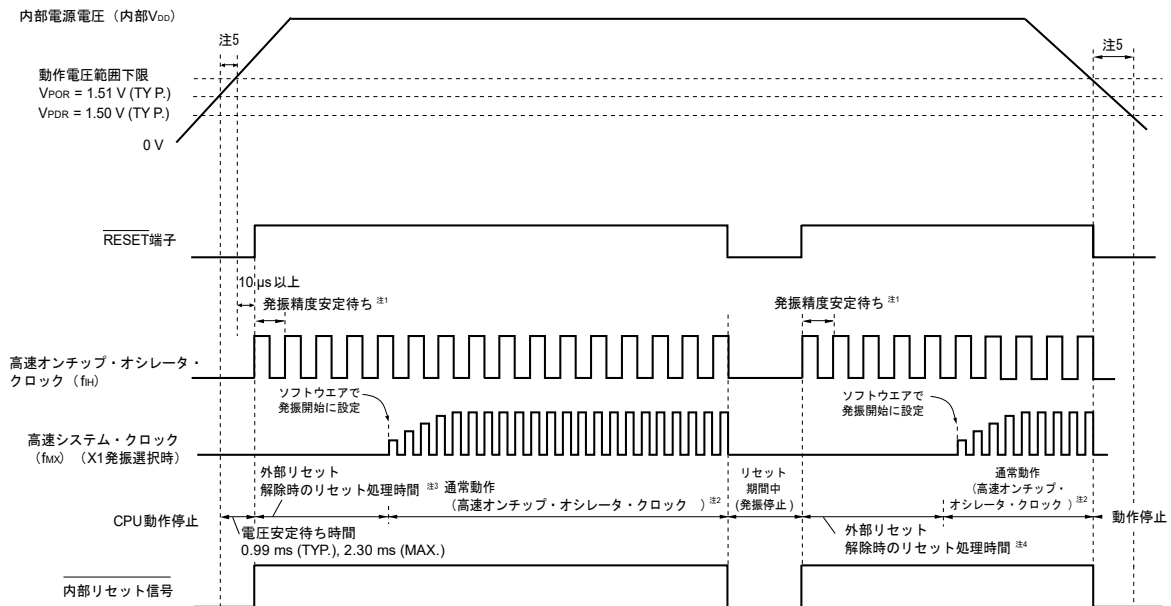 内部電源電圧（内部VDD）
注5
注5
動作電圧範囲下限
VPOR = 1.51 V (TY P.)
VPDR = 1.50 V (TY P.)
0 V
RESET端子
10 μs以上
発振精度安定待ち 注1
発振精度安定待ち 注1
高速オンチップ・オシレータ・
クロック（fIH）
ソフトウエアで
発振開始に設定
ソフトウエアで
発振開始に設定
高速システム・クロック
（fMX）（X1発振選択時）
外部リセット
解除時のリセット処理時間 注3
通常動作
（高速オンチップ・オシレータ・クロック ）注2
リセット
期間中
(発振停止)
通常動作
(高速オンチップ・
オシレータ・クロック ) 注2
CPU動作停止
動作停止
電圧安定待ち時間
0.99 ms (TYP.), 2.30 ms (MAX.)
外部リセット
解除時のリセット処理時間 注4
内部リセット信号